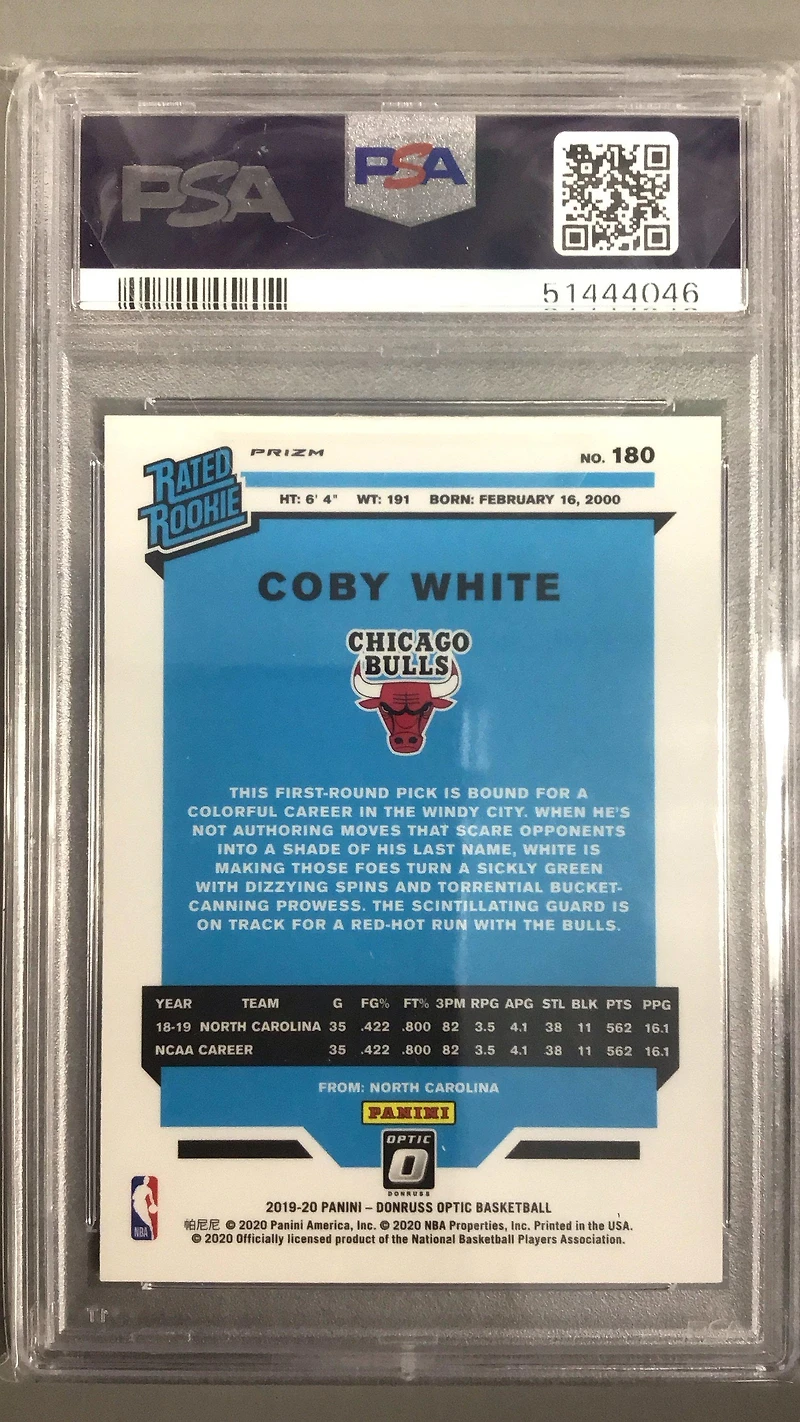 PSA PSA
51444046
RATED ROOKIE
PRIZM
NO. 180
HT: 6' 4" WT: 191 BORN: FEBRUARY 16, 2000
COBY WHITE
CHICAGO
BULLS
THIS FIRST-ROUND PICK IS BOUND FOR A
COLORFUL CAREER IN THE WINDY CITY. WHEN HE'S
NOT AUTHORING MOVES THAT SCARE OPPONENTS
INTO A SHADE OF HIS LAST NAME, WHITE IS
MAKING THOSE FOES TURN A SICKLY GREEN
WITH DIZZYING SPINS AND TORRENTIAL BUCKET-
CANNING PROWESS. THE SCINTILLATING GUARD IS
ON TRACK FOR A RED-HOT RUN WITH THE BULLS.
YEAR TEAM G FG% FT% 3PM RPG APG STL BLK PTS PPG
18-19 NORTH CAROLINA 35 .422 .800 82 3.5 4.1 38 11 562 16.1
NCAA CAREER 35 .422 .800 82 3.5 4.1 38 11 562 16.1
FROM: NORTH CAROLINA
PANINI
OPTIC
O
DONRUSS
NBA
2019-20 PANINI – DONRUSS OPTIC BASKETBALL
帕尼尼 © 2020 Panini America, Inc. © 2020 NBA Properties, Inc. Printed in the USA.
© 2020 Officially licensed product of the National Basketball Players Association.